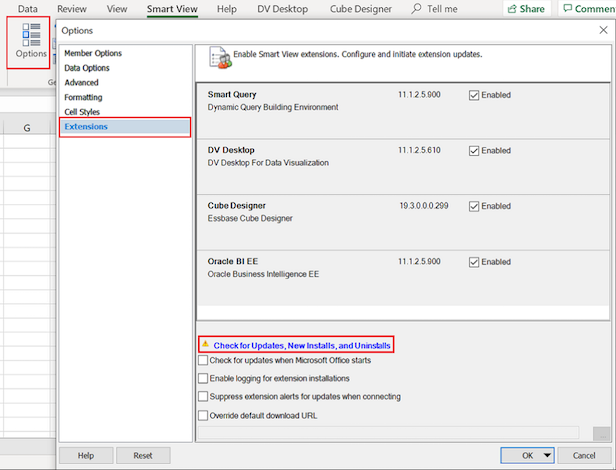 Data Review View Smart View Help DV Desktop Cube Designer Tell me Share Commen
Options
Options
Ge
G
Member Options
Data Options
Advanced
Formatting
Cell Styles
Extensions
Enable Smart View extensions. Configure and initiate extension updates.
Smart Query 11.1.2.5.900 Enabled
Dynamic Query Building Environment
DV Desktop 11.1.2.5.610 Enabled
DV Desktop For Data Visualization
Cube Designer 19.3.0.0.0.299 Enabled
Essbase Cube Designer
Oracle BI EE 11.1.2.5.900 Enabled
Oracle Business Intelligence EE
Check for Updates, New Installs, and Uninstalls
Check for updates when Microsoft Office starts
Enable logging for extension installations
Suppress extension alerts for updates when connecting
Override default download URL
...
Help Reset OK Cancel